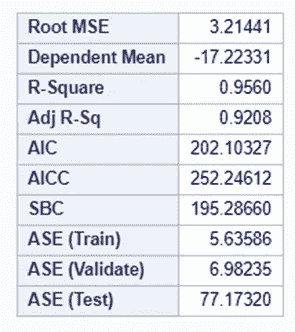 Root MSE 3.21441
Dependent Mean -17.22331
R-Square 0.9560
Adj R-Sq 0.9208
AIC 202.10327
AICC 252.24612
SBC 195.28660
ASE (Train) 5.63586
ASE (Validate) 6.98235
ASE (Test) 77.17320